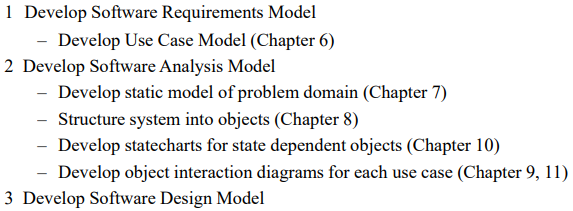 1 Develop Software Requirements Model
– Develop Use Case Model (Chapter 6)
2 Develop Software Analysis Model
– Develop static model of problem domain (Chapter 7)
– Structure system into objects (Chapter 8)
– Develop statecharts for state dependent objects (Chapter 10)
– Develop object interaction diagrams for each use case (Chapter 9, 11)
3 Develop Software Design Model